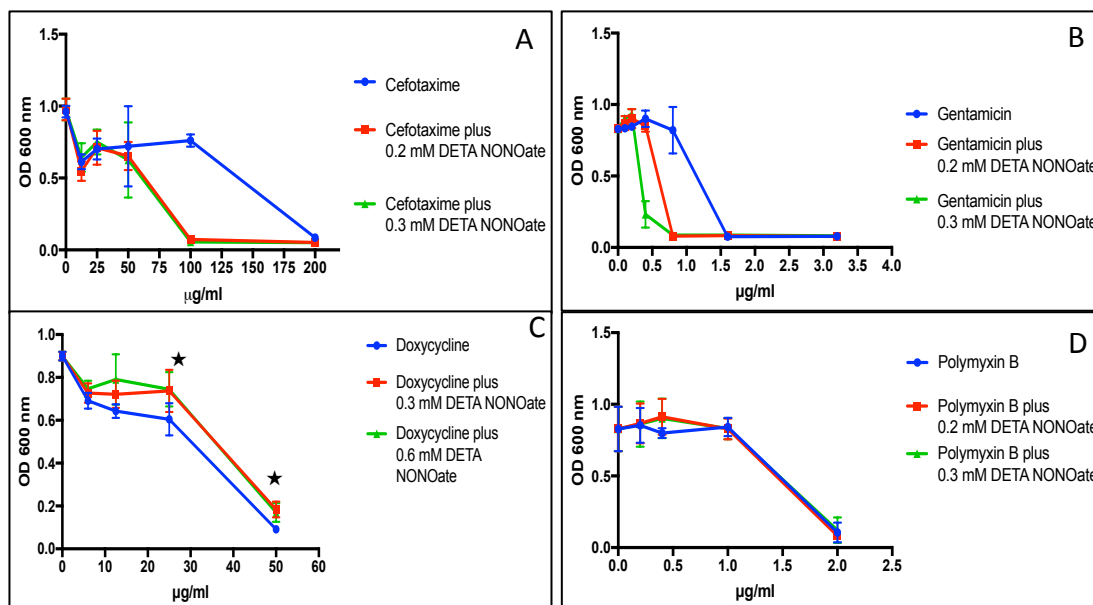 A
1.5
1.0
0.5
0.0
OD 600 nm
0 25 50 75 100 125 150 175 200
µg/ml
Cefotaxime
Cefotaxime plus
0.2 mM DETA NONOate
Cefotaxime plus
0.3 mM DETA NONOate
B
1.5
1.0
0.5
0.0
OD 600 nm
0.0 0.5 1.0 1.5 2.0 2.5 3.0 3.5 4.0
µg/ml
Gentamicin
Gentamicin plus
0.2 mM DETA NONOate
Gentamicin plus
0.3 mM DETA NONOate
C
1.0
0.8
0.6
0.4
0.2
0.0
OD 600 nm
0 10 20 30 40 50 60
µg/ml
Doxycycline
Doxycycline plus
0.3 mM DETA NONOate
Doxycycline plus
0.6 mM DETA
NONOate
D
1.5
1.0
0.5
0.0
OD 600 nm
0.0 0.5 1.0 1.5 2.0 2.5
µg/ml
Polymyxin B
Polymyxin B plus
0.2 mM DETA NONOate
Polymyxin B plus
0.3 mM DETA NONOate